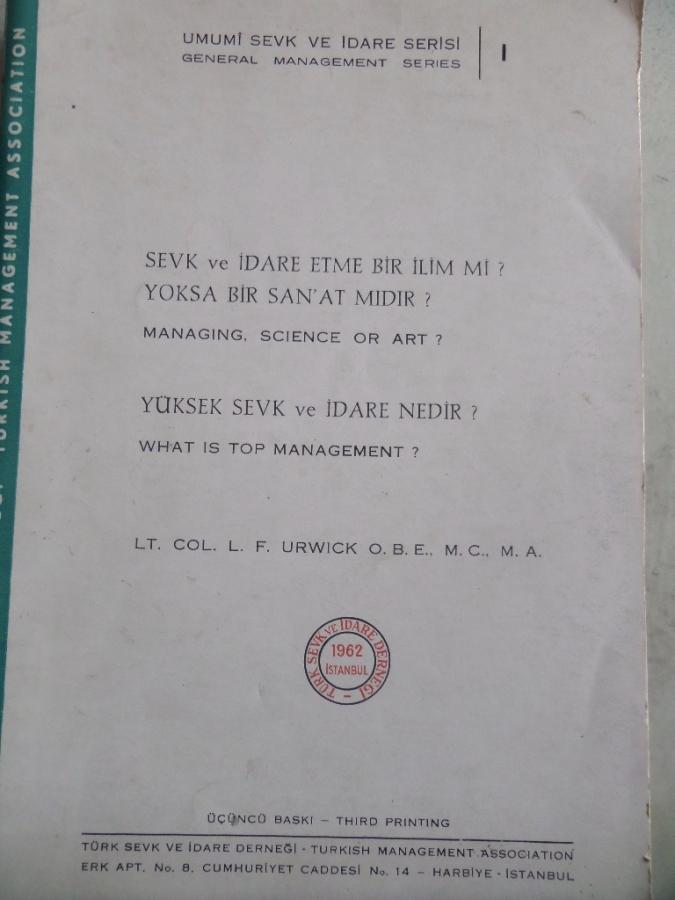 UMUMÎ SEVK VE İDARE SERİSİ
GENERAL MANAGEMENT SERIES
I
SEVK ve İDARE ETME BİR İLİM Mİ ?
YOKSA BİR SAN'AT MIDIR ?
MANAGING, SCIENCE OR ART ?
YÜKSEK SEVK ve İDARE NEDİR ?
WHAT IS TOP MANAGEMENT ?
LT. COL. L. F. URWICK O. B. E., M. C., M. A.
TÜRK SEVK VE İDARE DERNEĞİ –
1962
İSTANBUL
ÜÇÜNCÜ BASKI – THIRD PRINTING
TÜRK SEVK VE İDARE DERNEĞİ · TURKISH MANAGEMENT ASSOCIATION
ERK APT. No. 8, CUMHURİYET CADDESİ No. 14 – HARBİYE · İSTANBUL
TURKISH MANAGEMENT ASSOCIATION